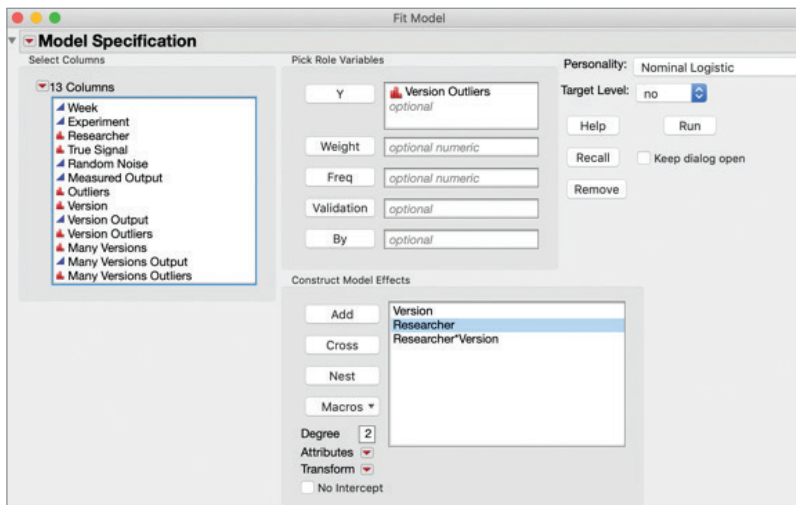 Fit Model
Model Specification
Select Columns
13 Columns
Week
Experiment
Researcher
True Signal
Random Noise
Measured Output
Outliers
Version
Version Output
Version Outliers
Many Versions
Many Versions Output
Many Versions Outliers
Pick Role Variables
Y
Version Outliers
optional
Weight
optional numeric
Freq
optional numeric
Validation
optional
By
optional
Personality:
Nominal Logistic
Target Level:
no
Help
Run
Recall
Keep dialog open
Remove
Construct Model Effects
Add
Cross
Nest
Macros
Version
Researcher
Researcher*Version
Degree 2
Attributes
Transform
No Intercept